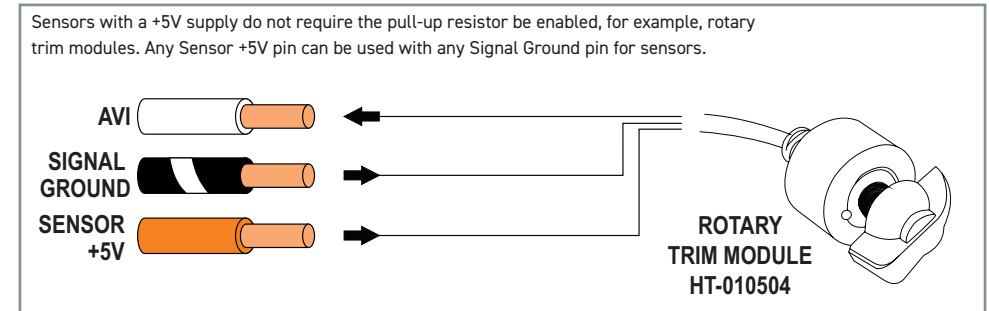 Sensors with a +5V supply do not require the pull-up resistor be enabled, for example, rotary
trim modules. Any Sensor +5V pin can be used with any Signal Ground pin for sensors.
AVI
SIGNAL
GROUND
SENSOR
+5V
ROTARY
TRIM MODULE
HT-010504